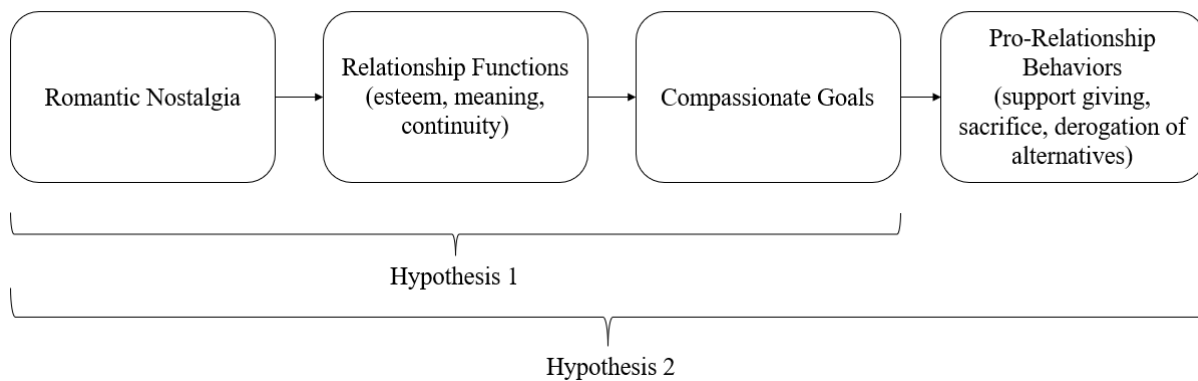 Romantic Nostalgia
Relationship Functions
(esteem, meaning,
continuity)
Compassionate Goals
Pro-Relationship
Behaviors
(support giving,
sacrifice, derogation of
alternatives)
Hypothesis 1
Hypothesis 2